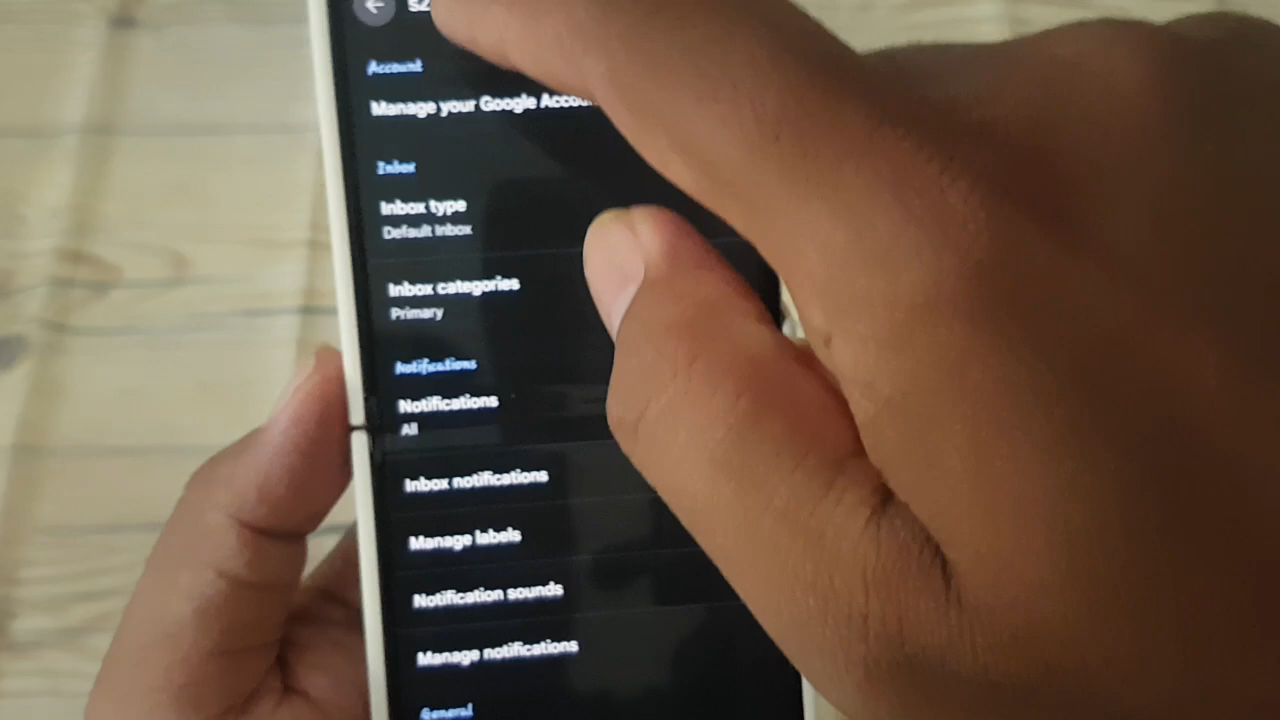 Account
Manage your Google
Inbox
Inbox type
Default Inbox
Inbox categories
Primary
Notifications
Notifications
All
Inbox notifications
Manage labels
Notification sounds
Manage notifications
General